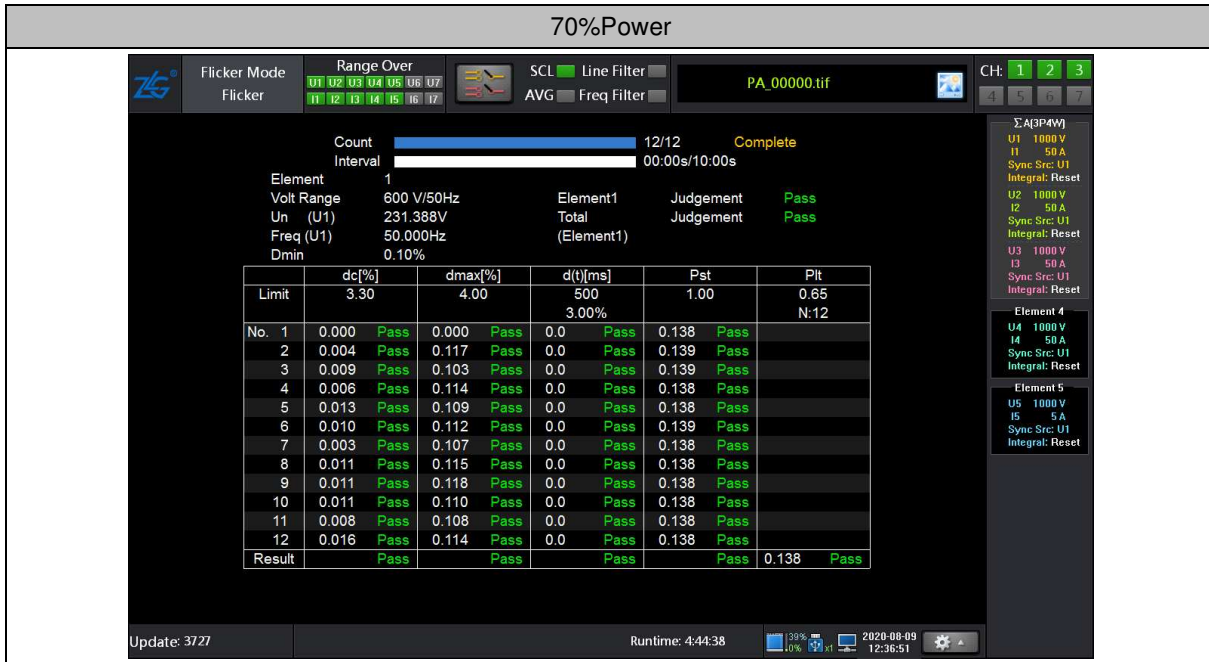 70%Power
ZLG® Flicker Mode Range Over SCL Line Filter PA_00000.tif CH: 1 2 3
Flicker U1 U2 U3 U4 U5 U6 U7 AVG Freq Filter 4 5 6 7
I1 I2 I3 I4 I5 I6 I7
Count 12/12 Complete
Interval 00:00s/10:00s
Element 1
Volt Range 600 V/50Hz Element1 Judgement Pass
Un (U1) 231.388V Total Judgement Pass
Freq (U1) 50.000Hz (Element1)
Dmin 0.10%
dc[%] dmax[%] d(t)[ms] Pst Plt
Limit 3.30 4.00 500 1.00 0.65
3.00% N:12
No. 1 0.000 Pass 0.000 Pass 0.0 Pass 0.138 Pass
2 0.004 Pass 0.117 Pass 0.0 Pass 0.139 Pass
3 0.009 Pass 0.103 Pass 0.0 Pass 0.139 Pass
4 0.006 Pass 0.114 Pass 0.0 Pass 0.138 Pass
5 0.013 Pass 0.109 Pass 0.0 Pass 0.138 Pass
6 0.010 Pass 0.112 Pass 0.0 Pass 0.139 Pass
7 0.003 Pass 0.107 Pass 0.0 Pass 0.138 Pass
8 0.011 Pass 0.115 Pass 0.0 Pass 0.138 Pass
9 0.011 Pass 0.118 Pass 0.0 Pass 0.138 Pass
10 0.011 Pass 0.110 Pass 0.0 Pass 0.138 Pass
11 0.008 Pass 0.108 Pass 0.0 Pass 0.138 Pass
12 0.016 Pass 0.114 Pass 0.0 Pass 0.138 Pass
Result Pass Pass Pass Pass 0.138 Pass
ΣA(3P4W)
U1 1000 V
I1 50 A
Sync Src: U1
Integral: Reset
U2 1000 V
I2 50 A
Sync Src: U1
Integral: Reset
U3 1000 V
I3 50 A
Sync Src: U1
Integral: Reset
Element 4
U4 1000 V
I4 50 A
Sync Src: U1
Integral: Reset
Element 5
U5 1000 V
I5 5 A
Sync Src: U1
Integral: Reset
Update: 3727 Runtime: 4:44:38 39% x1 2020-08-09
0% 12:36:51